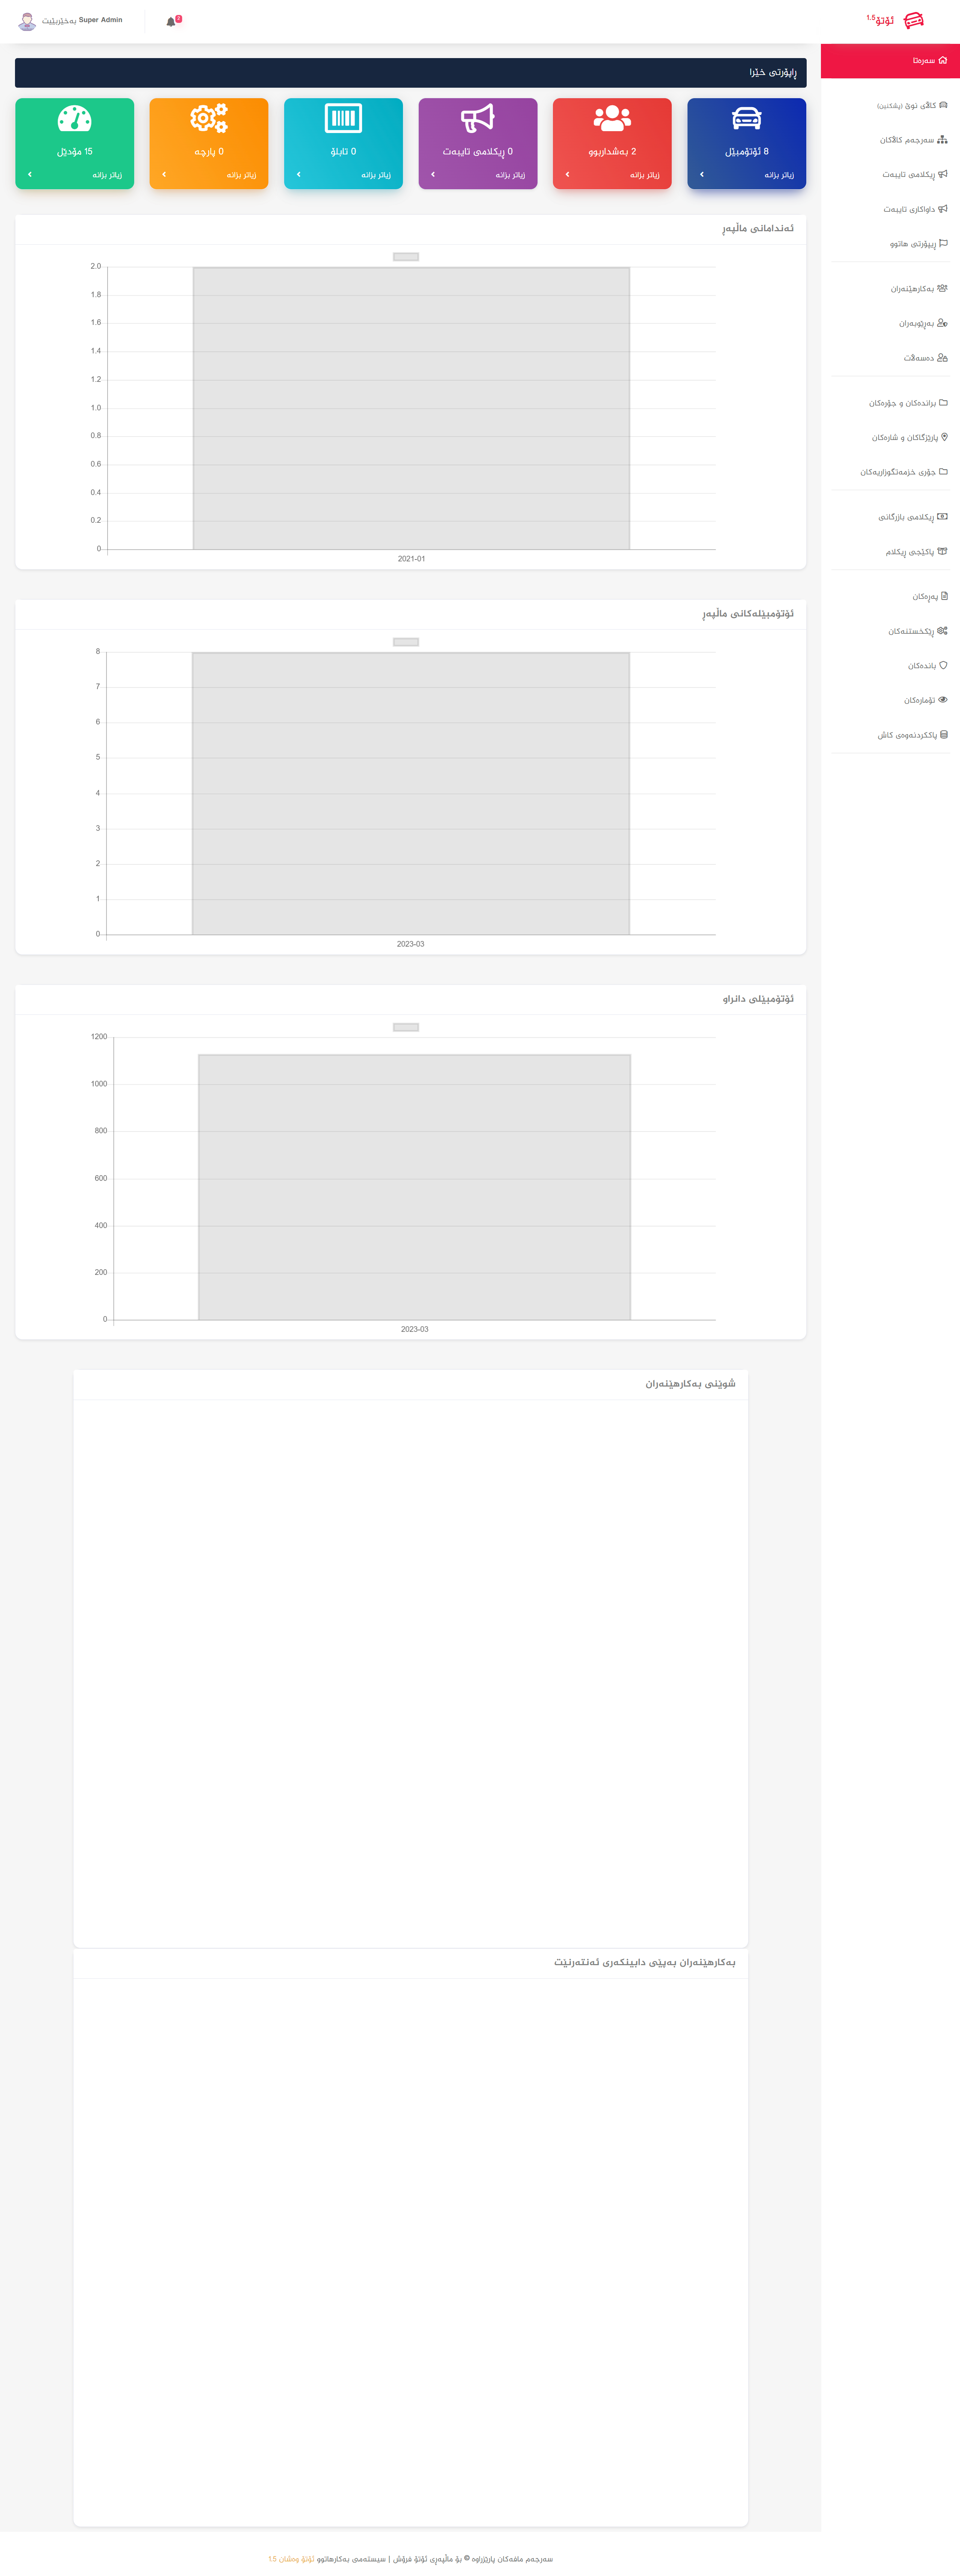 ئۆتۆ 1.5
Super Admin بەخێربێیت
سەرەتا
کاڵای نوێ (پشکنین)
سەرجەم کاڵاکان
ڕیکلامی تایبەت
داواکاری تایبەت
ڕیپۆرتی هاتوو
بەکارهێنەران
بەڕێوبەران
دەسەڵات
براندەکان و جۆرەکان
پارێزگاکان و شارەکان
جۆری خزمەتگوزاریەکان
ڕیکلامی بازرگانی
پاکێجی ڕیکلام
پەڕەکان
ڕێکخستنەکان
باندەکان
تۆمارەکان
پاککردنەوەی کاش
ڕاپۆرتی خێرا
8 ئۆتۆمبێل
زیاتر بزانە
2 بەشداربوو
زیاتر بزانە
0 ڕیکلامی تایبەت
زیاتر بزانە
0 تابلۆ
زیاتر بزانە
0 پارچە
زیاتر بزانە
15 مۆدێل
زیاتر بزانە
ئەندامانی ماڵپەڕ
2.0
1.8
1.6
1.4
1.2
1.0
0.8
0.6
0.4
0.2
0
2021-01
ئۆتۆمبێلەکانی ماڵپەڕ
8
7
6
5
4
3
2
1
0
2023-03
ئۆتۆمبێلی دانراو
1200
1000
800
600
400
200
0
2023-03
شوێنی بەکارهێنەران
بەکارهێنەران بەپێی دابینکەری ئەنتەرنێت
سەرجەم مافەکان پارێزراوە © بۆ ماڵپەڕی ئۆتۆ فرۆش | سیستەمی بەکارهاتوو ئۆتۆ وەشان 1.5